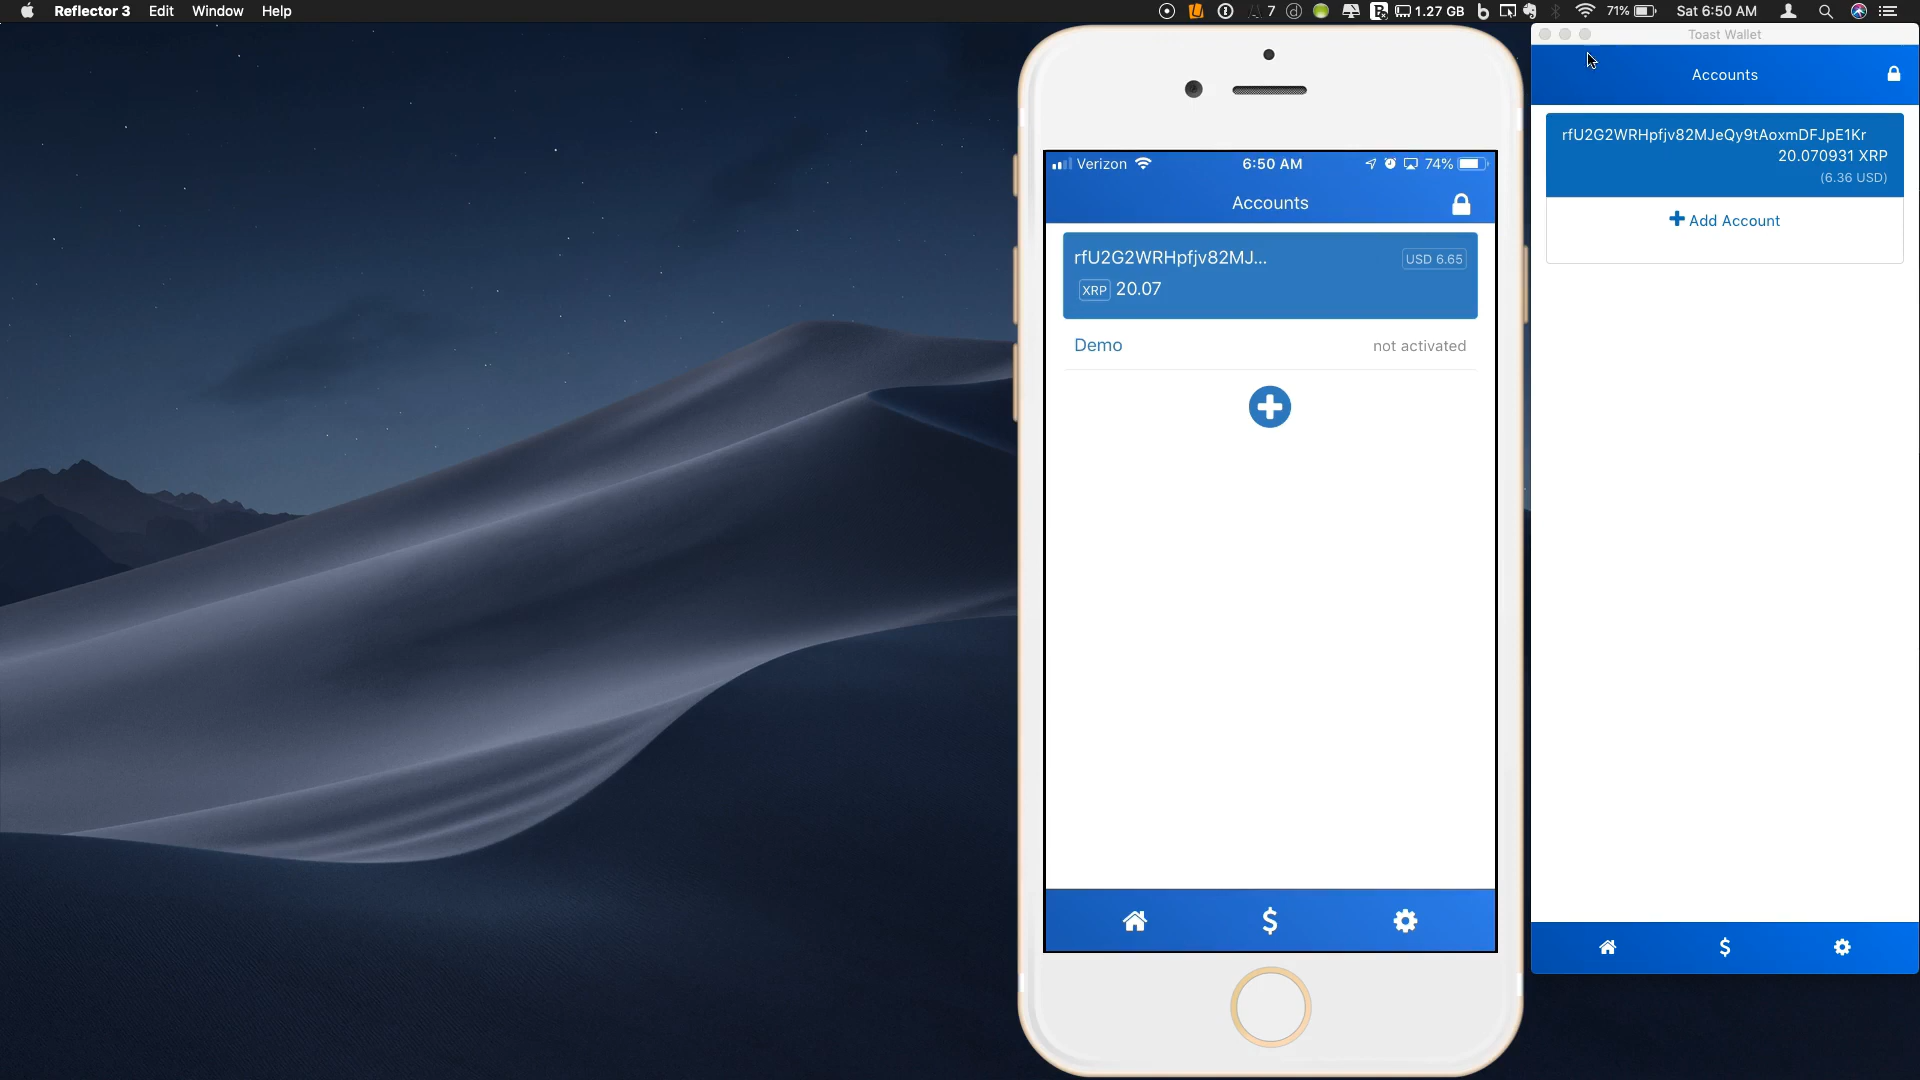 Reflector 3 Edit Window Help 7 1.27 GB 71% Sat 6:50 AM
Toast Wallet
Accounts
rfU2G2WRHpfjv82MJeQy9tAoxmDFJpE1Kr
20.070931 XRP
(6.36 USD)
Add Account
Verizon 6:50 AM 74%
Accounts
rfU2G2WRHpfjv82MJ... USD 6.65
XRP 20.07
Demo not activated